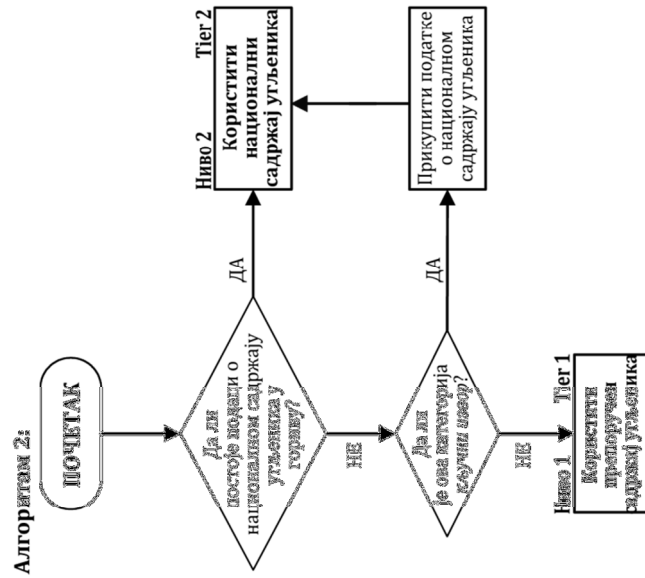 Алгоритам 2:
ПОЧЕТАК
Да ли
постоје подаци о
националном садржају
угљеника у
гориву?
ДА
Ниво 2 Tier 2
Користити
национални
садржај угљеника
НЕ
Да ли
је ова категорија
кључни извор?
ДА
Прикупити податке
о националном
садржају угљеника
НЕ
Ниво 1 Tier 1
Користити
препоручен
садржај угљеника